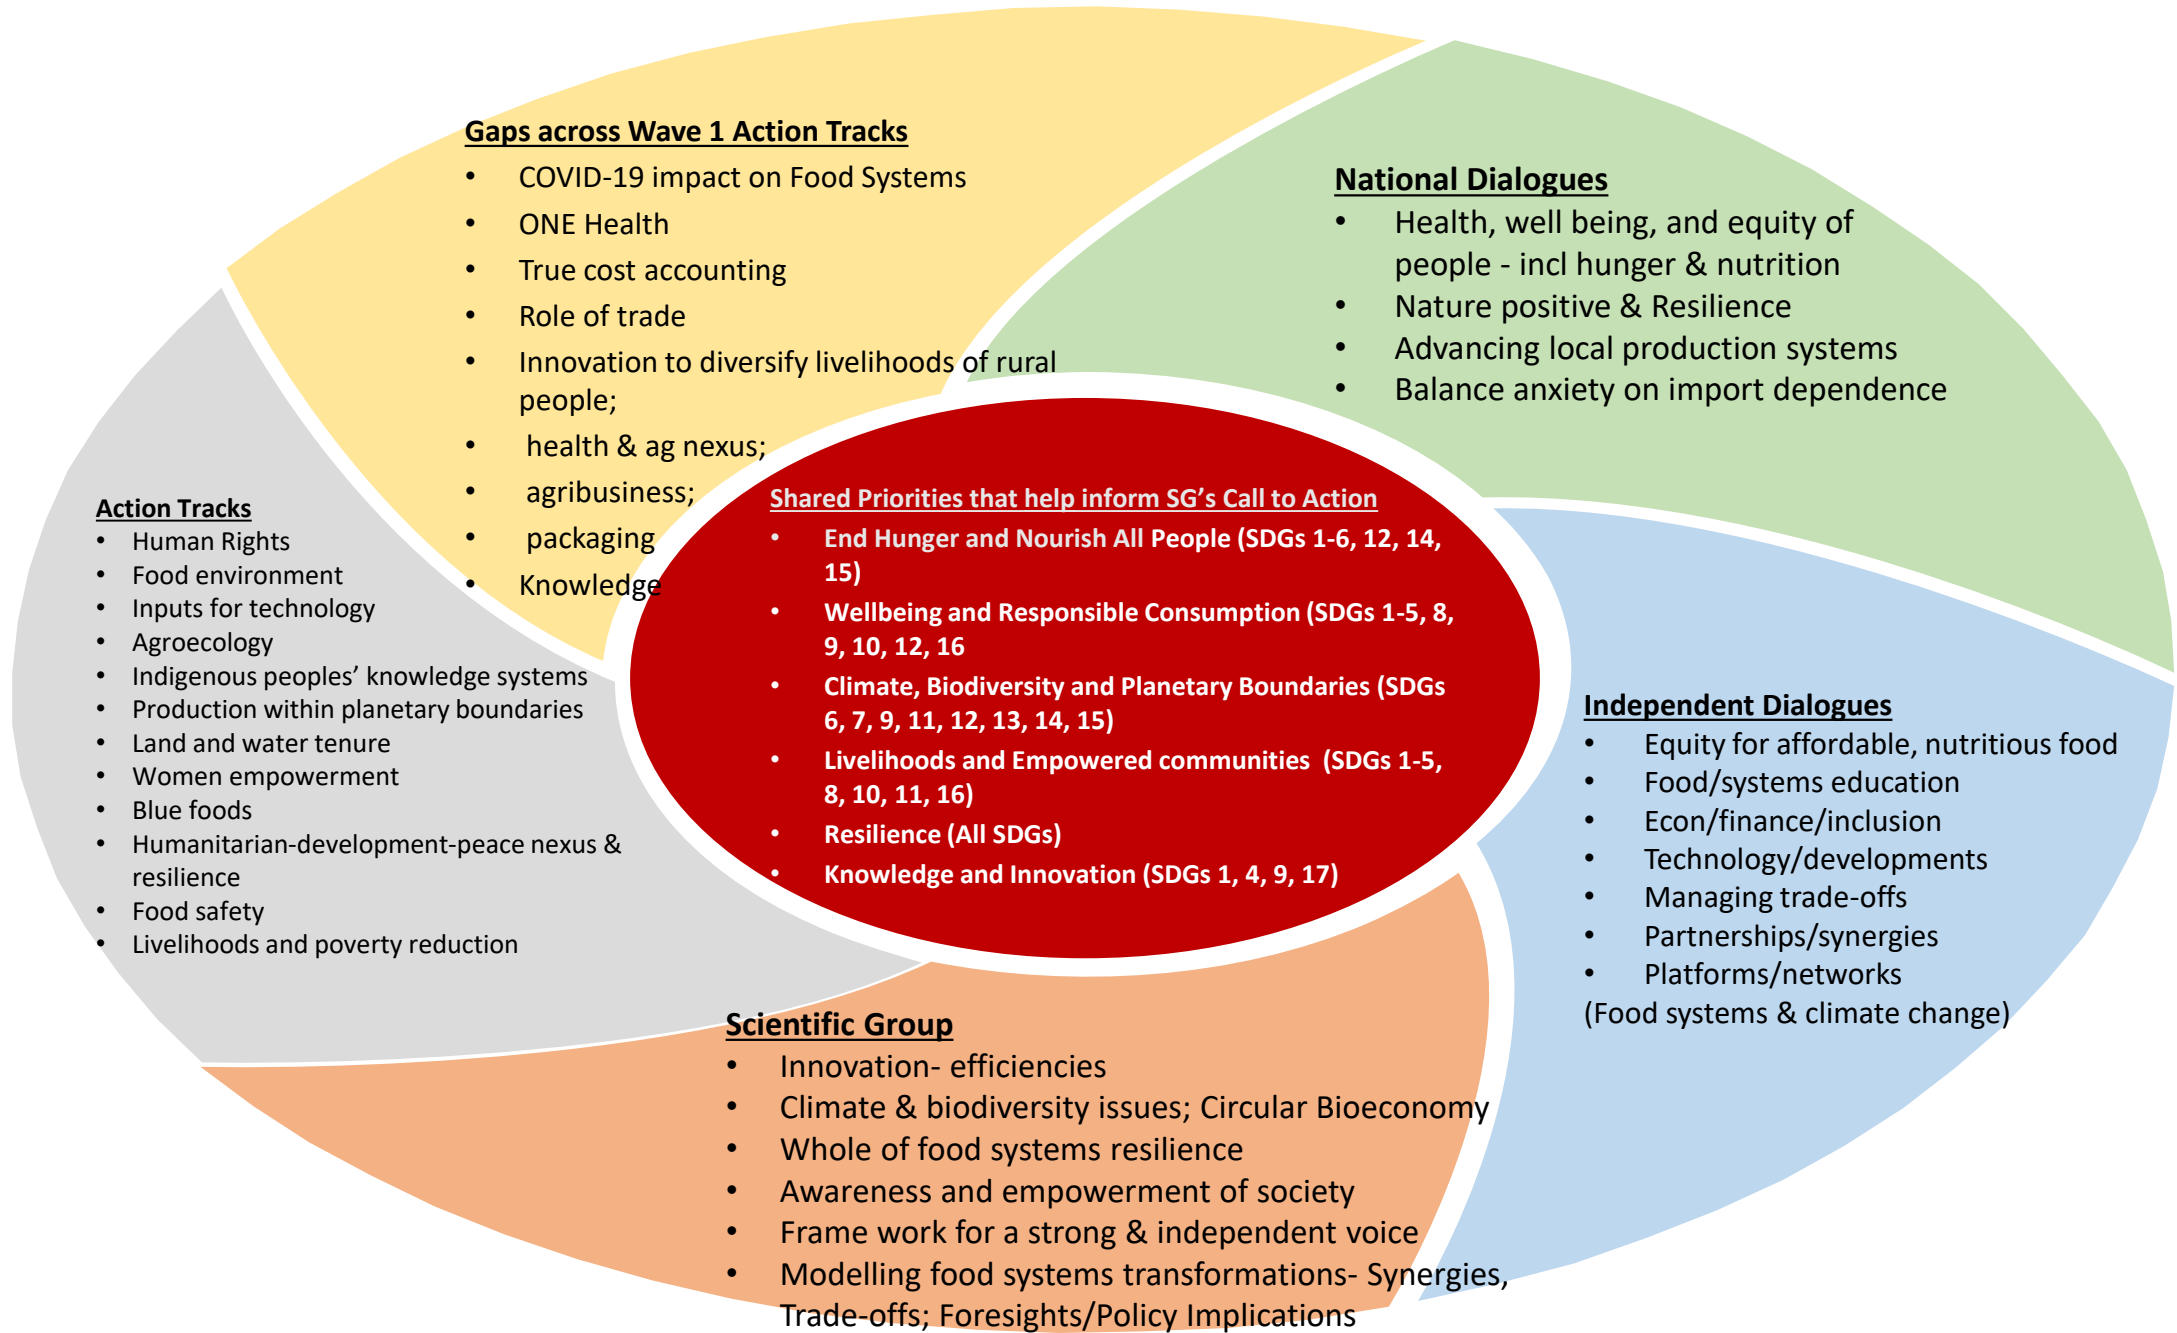 Gaps across Wave 1 Action Tracks
• COVID-19 impact on Food Systems
• ONE Health
• True cost accounting
• Role of trade
• Innovation to diversify livelihoods of rural
people;
• health & ag nexus;
• agribusiness;
• packaging
• Knowledge
National Dialogues
• Health, well being, and equity of
people - incl hunger & nutrition
• Nature positive & Resilience
• Advancing local production systems
• Balance anxiety on import dependence
Action Tracks
• Human Rights
• Food environment
• Inputs for technology
• Agroecology
• Indigenous peoples’ knowledge systems
• Production within planetary boundaries
• Land and water tenure
• Women empowerment
• Blue foods
• Humanitarian-development-peace nexus &
resilience
• Food safety
• Livelihoods and poverty reduction
Shared Priorities that help inform SG’s Call to Action
• End Hunger and Nourish All People (SDGs 1-6, 12, 14,
15)
• Wellbeing and Responsible Consumption (SDGs 1-5, 8,
9, 10, 12, 16
• Climate, Biodiversity and Planetary Boundaries (SDGs
6, 7, 9, 11, 12, 13, 14, 15)
• Livelihoods and Empowered communities (SDGs 1-5,
8, 10, 11, 16)
• Resilience (All SDGs)
• Knowledge and Innovation (SDGs 1, 4, 9, 17)
Independent Dialogues
• Equity for affordable, nutritious food
• Food/systems education
• Econ/finance/inclusion
• Technology/developments
• Managing trade-offs
• Partnerships/synergies
• Platforms/networks
(Food systems & climate change)
Scientific Group
• Innovation- efficiencies
• Climate & biodiversity issues; Circular Bioeconomy
• Whole of food systems resilience
• Awareness and empowerment of society
• Frame work for a strong & independent voice
• Modelling food systems transformations- Synergies,
Trade-offs; Foresights/Policy Implications